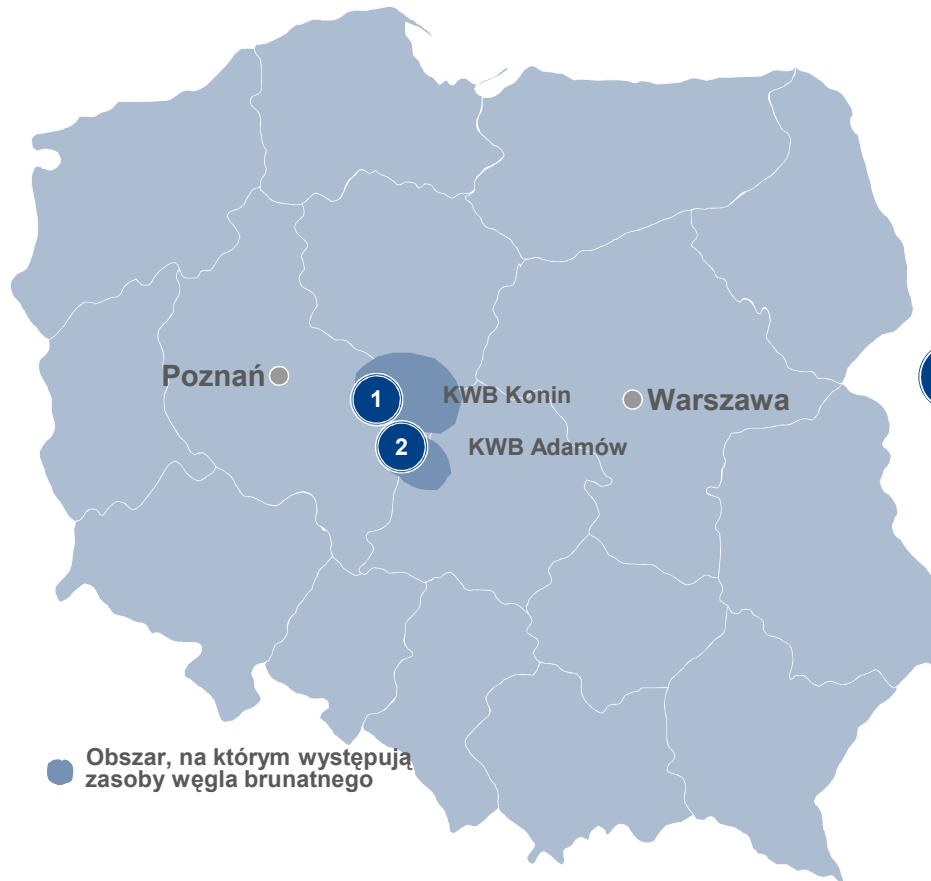 Poznań
1
KWB Konin
Warszawa
2
KWB Adamów
Obszar, na którym występują
zasoby węgla brunatnego